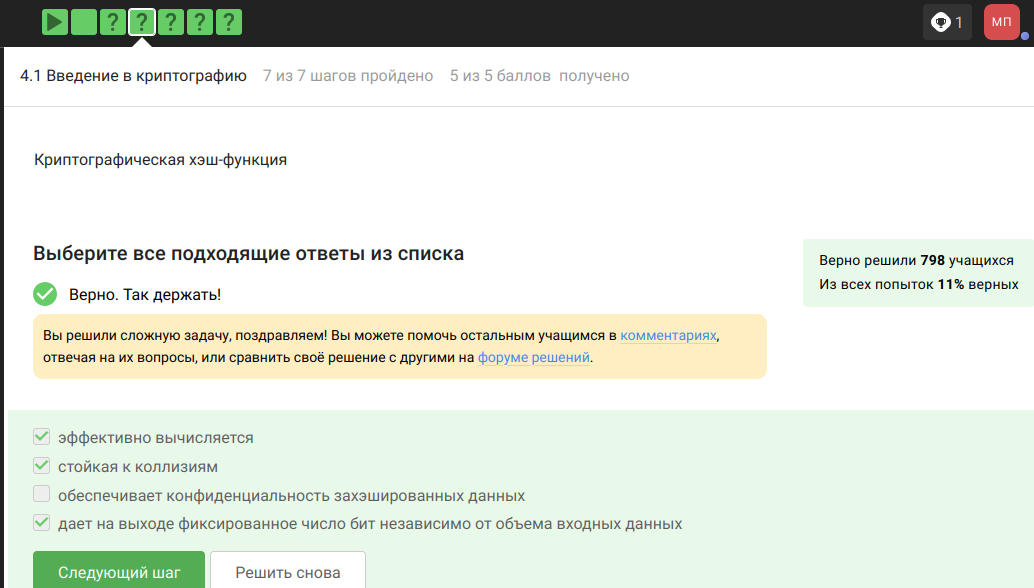 ? ? ? ? ?
1
МП
4.1 Введение в криптографию 7 из 7 шагов пройдено 5 из 5 баллов получено
Криптографическая хэш-функция
Выберите все подходящие ответы из списка
Верно. Так держать!
Верно решили 798 учащихся
Из всех попыток 11% верных
Вы решили сложную задачу, поздравляем! Вы можете помочь остальным учащимся в комментариях,
отвечая на их вопросы, или сравнить своё решение с другими на форуме решений.
эффективно вычисляется
стойкая к коллизиям
обеспечивает конфиденциальность захэшированных данных
дает на выходе фиксированное число бит независимо от объема входных данных
Следующий шаг
Решить снова